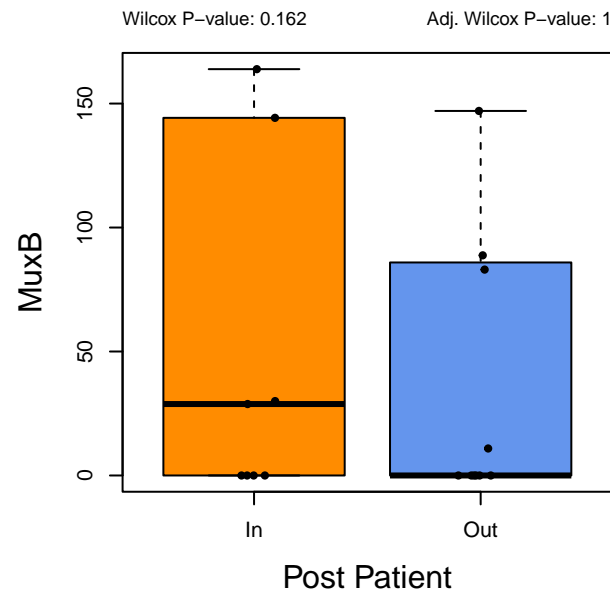 Wilcox P−value: 0.162 Adj. Wilcox P−value: 1
150
100
50
0
MuxB
In Out
Post Patient